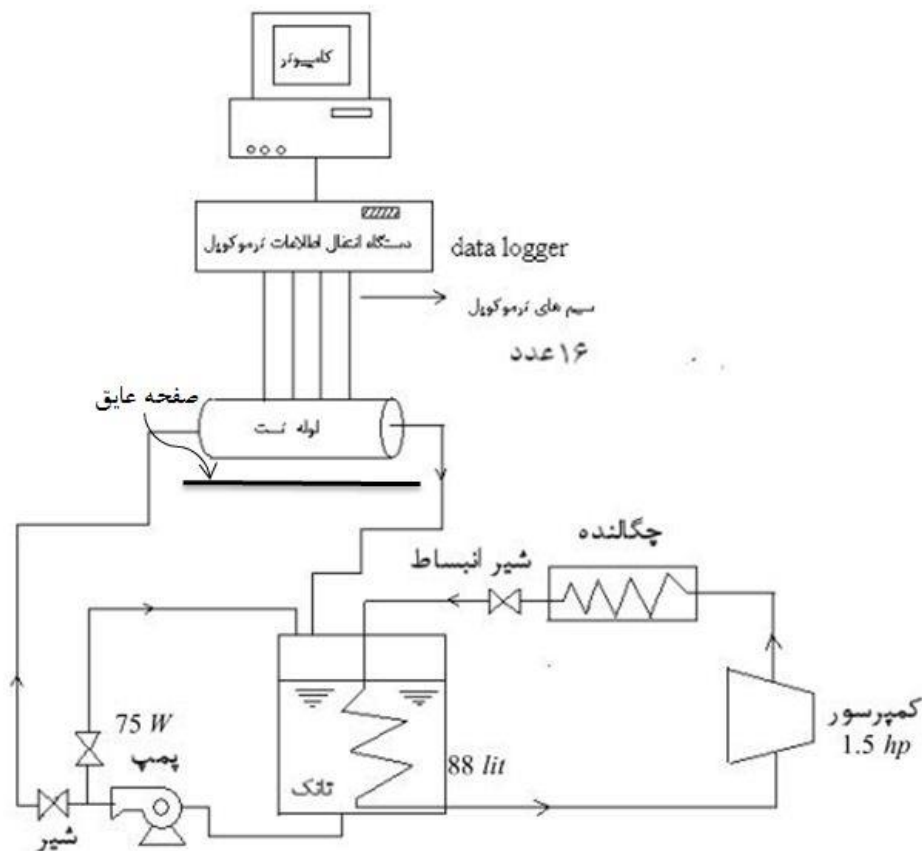 کامپیوتر
دستگاه انتقال اطلاعات ترموکوپل
data logger
سیم های ترموکوپل
۱۶ عدد
صفحه عایق
لوله تست
چگالنده
شیر انبساط
75 W
پمپ
کمپرسور
1.5 hp
88 lit
تانک
شیر